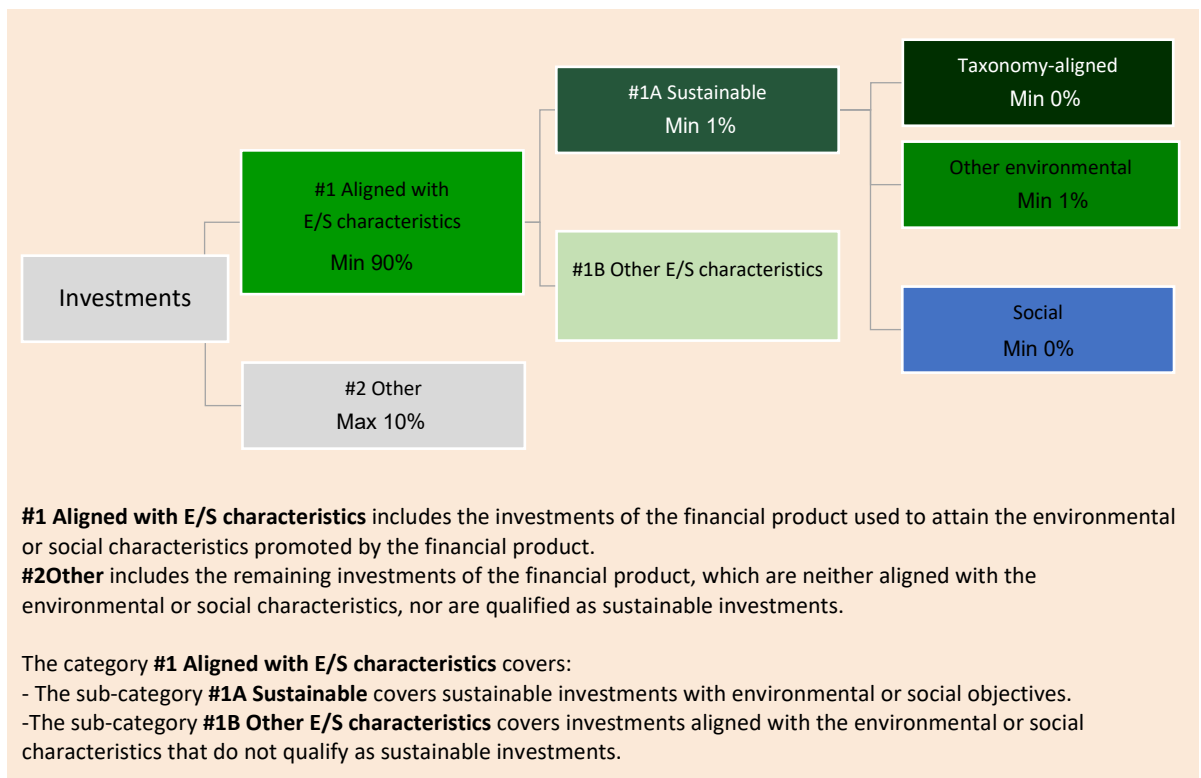 Investments
#1 Aligned with
E/S characteristics
Min 90%
#2 Other
Max 10%
#1A Sustainable
Min 1%
#1B Other E/S characteristics
Taxonomy-aligned
Min 0%
Other environmental
Min 1%
Social
Min 0%
#1 Aligned with E/S characteristics includes the investments of the financial product used to attain the environmental
or social characteristics promoted by the financial product.
#2Other includes the remaining investments of the financial product, which are neither aligned with the
environmental or social characteristics, nor are qualified as sustainable investments.
The category #1 Aligned with E/S characteristics covers:
- The sub-category #1A Sustainable covers sustainable investments with environmental or social objectives.
-The sub-category #1B Other E/S characteristics covers investments aligned with the environmental or social
characteristics that do not qualify as sustainable investments.